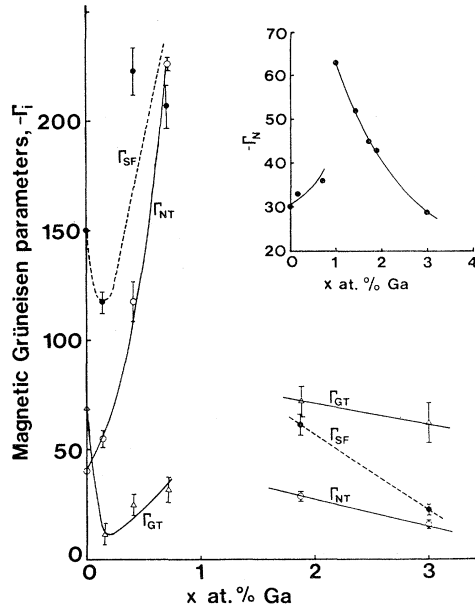 Magnetic Grüneisen parameters, -Γi
200
150
100
50
0
ΓSF
ΓNT
ΓGT
ΓGT
ΓSF
ΓNT
0
1
2
3
x at.% Ga
-ΓN
70
60
50
40
30
20
0
1
2
3
4
x at. % Ga